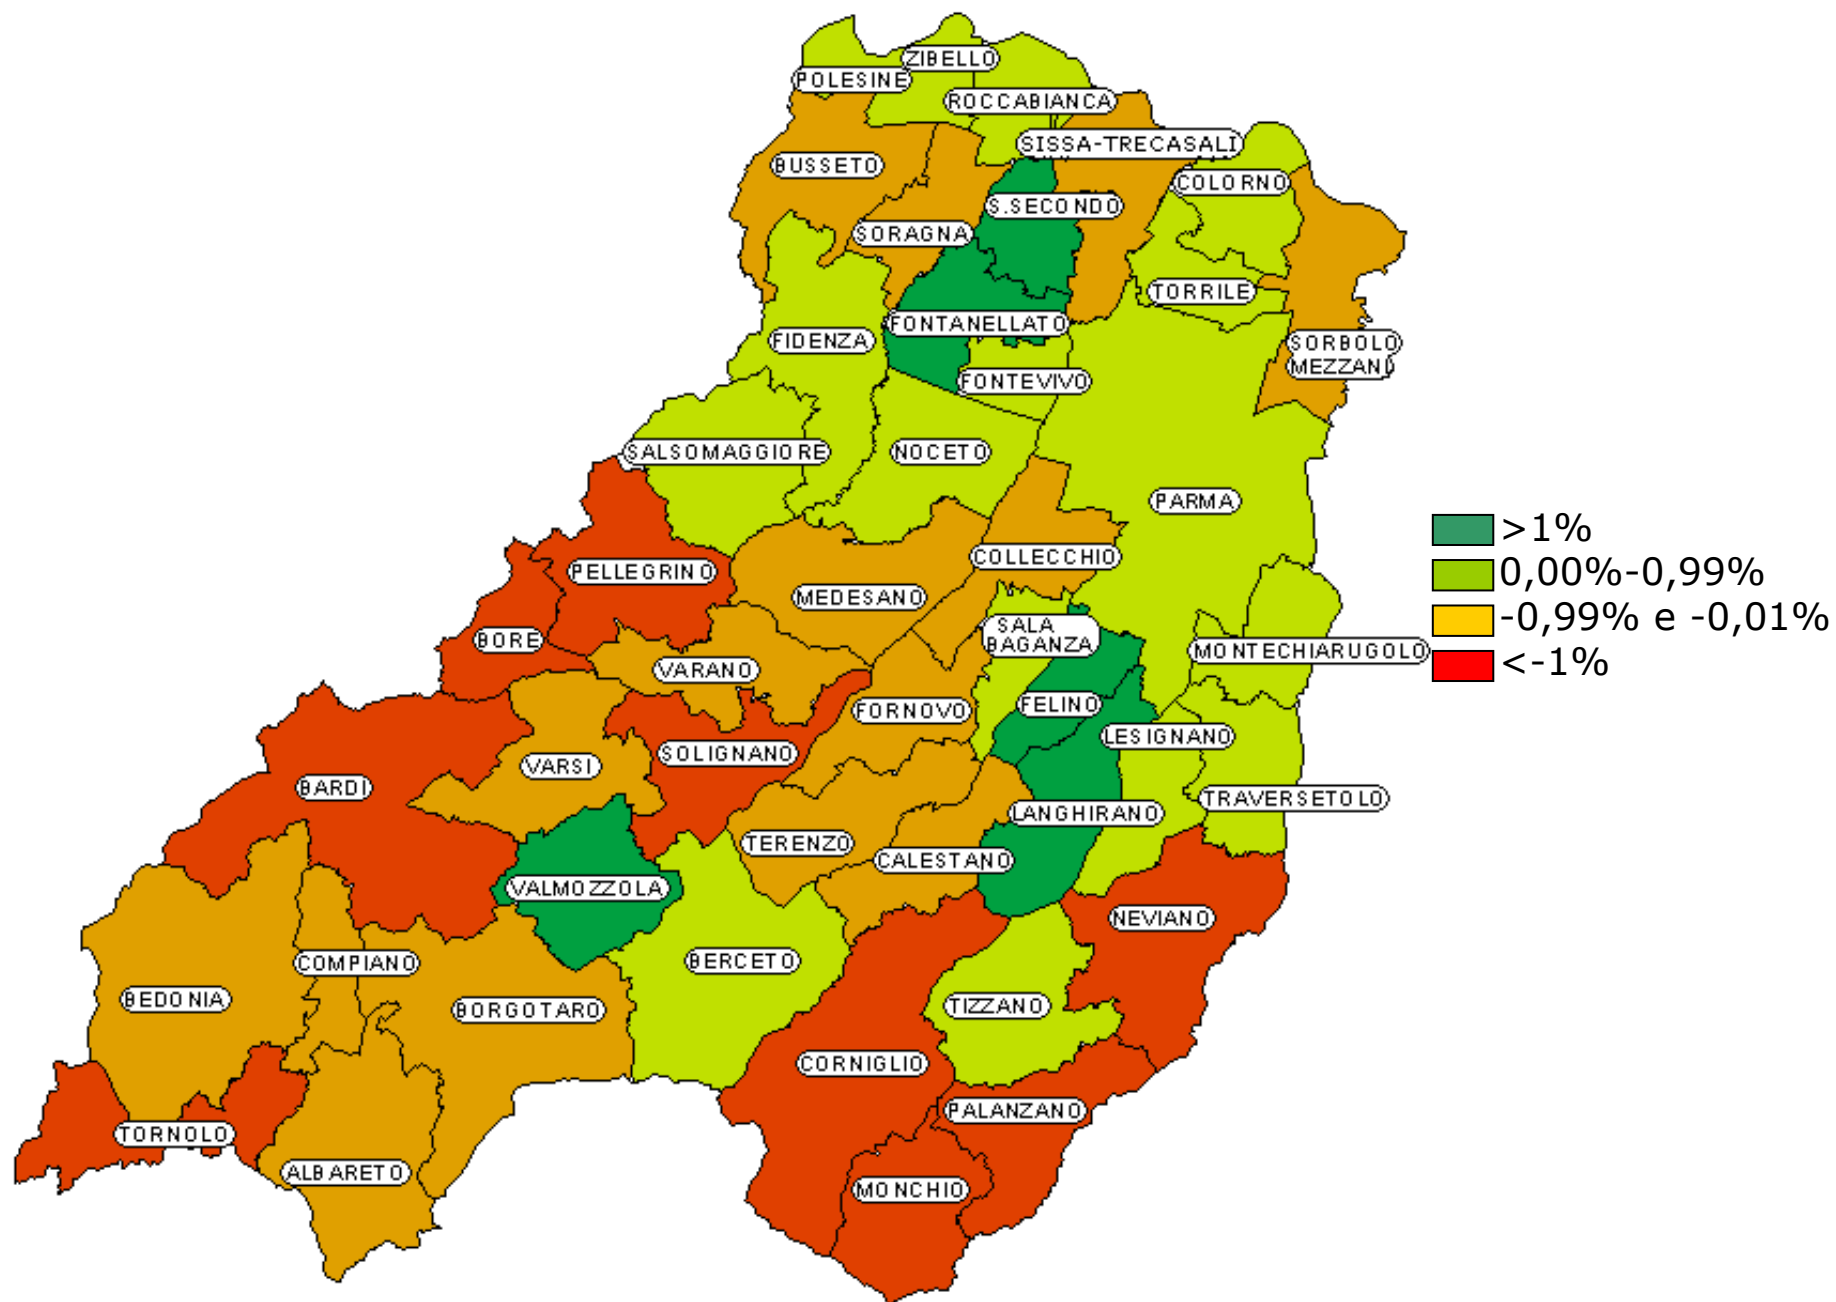 ZIBELLO
POLESINE
ROCCABIANCA
SISSA-TRECASALI
BUSSETO
COLORNO
S.SECONDO
SORAGNA
TORRILE
FONTANELLATO
FIDENZA
SORBOLO
MEZZANI
FONTEVIVO
SALSOMAGGIORE
NOCETO
PARMA
>1%
COLLECCHIO
PELLEGRINO
0,00%-0,99%
MEDESANO
-0,99% e -0,01%
SALA
BAGANZA
BORE
MONTECHIARUGOLO
<-1%
VARANO
FELINO
FORNOVO
LESIGNANO
SOLIGNANO
VARSI
BARDI
TRAVERSETOLO
LANGHIRANO
TERENZO
CALESTANO
VALMOZZOLA
NEVIANO
BERCETO
COMPIANO
BEDONIA
TIZZANO
BORGOTARO
CORNIGLIO
PALANZANO
TORNOLO
ALBARETO
MONCHIO